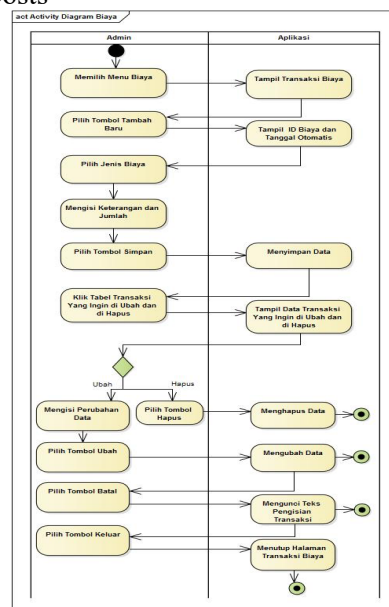 costs
act Activity Diagram Biaya
Admin
Aplikasi
Memilih Menu Biaya
Tampil Transaksi Biaya
Pilih Tombol Tambah
Baru
Tampil ID Biaya dan
Tanggal Otomatis
Pilih Jenis Biaya
Mengisi Keterangan dan
Jumlah
Pilih Tombol Simpan
Menyimpan Data
Klik Tabel Transaksi
Yang Ingin di Ubah dan
di Hapus
Tampil Data Transaksi
Yang Ingin di Ubah dan
di Hapus
Ubah
Hapus
Mengisi Perubahan
Data
Pilih Tombol
Hapus
Menghapus Data
Pilih Tombol Ubah
Mengubah Data
Pilih Tombol Batal
Mengunci Teks
Pengisian
Transaksi
Pilih Tombol Keluar
Menutup Halaman
Transaksi Biaya